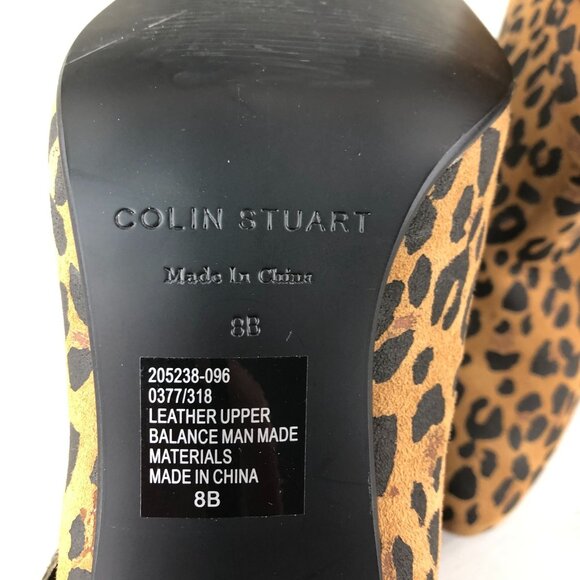 COLIN STUART
Made In China
8B
205238-096
0377/318
LEATHER UPPER
BALANCE MAN MADE
MATERIALS
MADE IN CHINA
8B